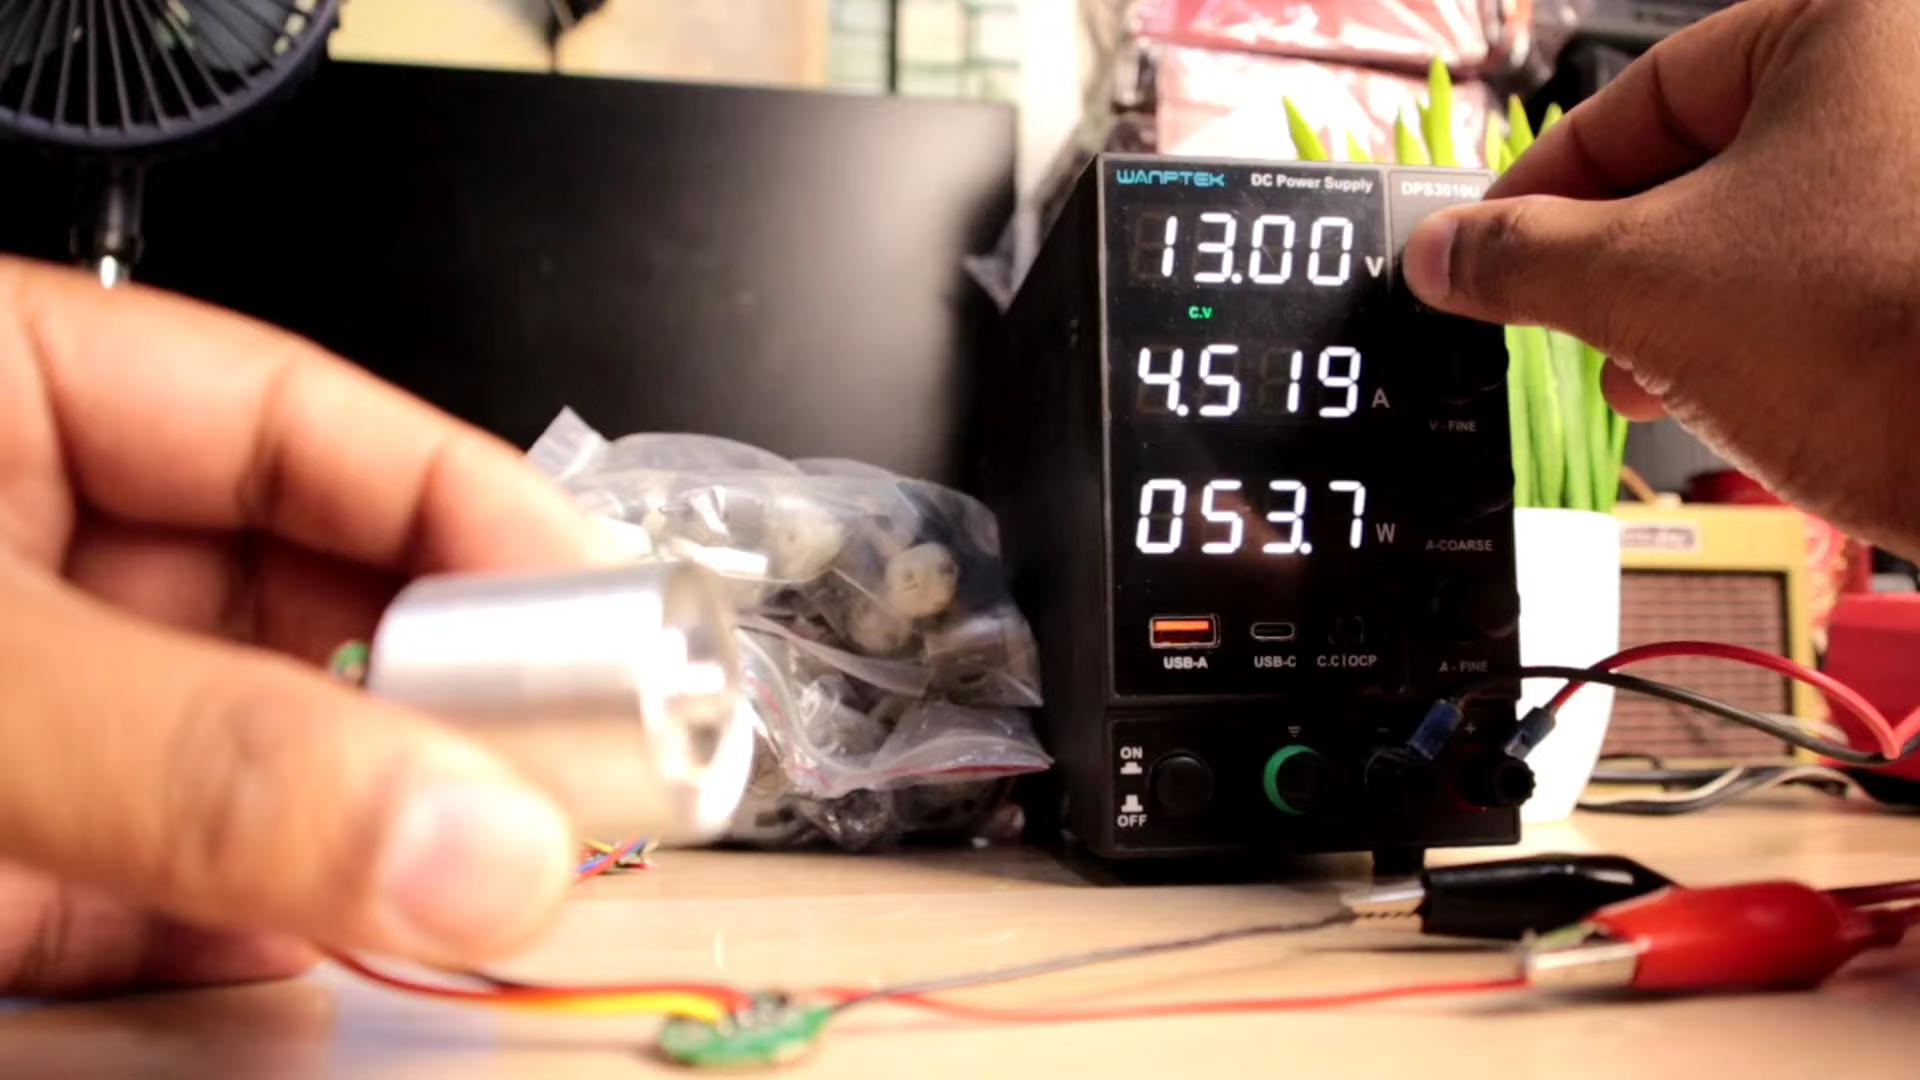 WANPTEK DC Power Supply DPS3010U
13.00 V
C.V
4.519 A
V - FINE
053.7 W
A-COARSE
USB-A USB-C C.C|OCP A - FINE
ON
OFF
- +